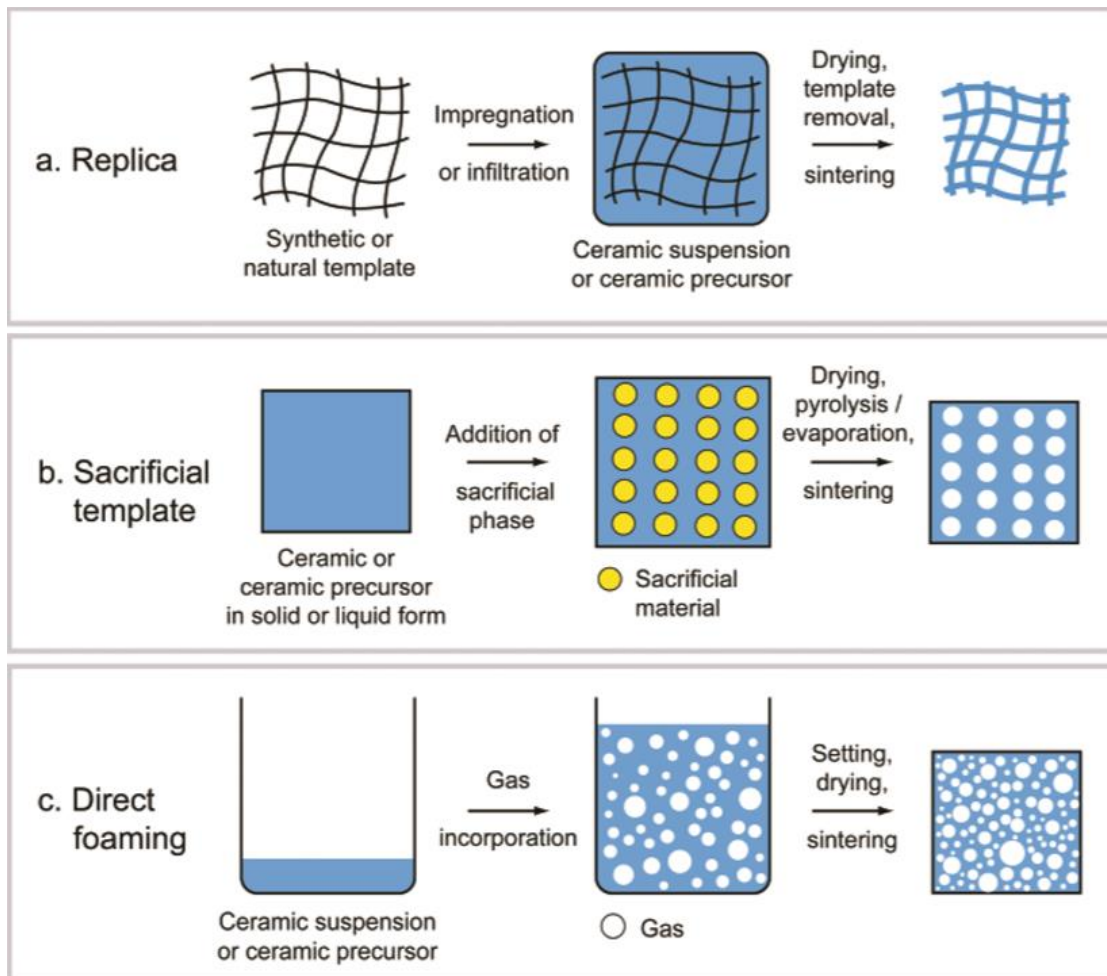 a. Replica
Synthetic or
natural template
Impregnation
or infiltration
Ceramic suspension
or ceramic precursor
Drying,
template
removal,
sintering
b. Sacrificial
template
Ceramic or
ceramic precursor
in solid or liquid form
Addition of
sacrificial
phase
Sacrificial
material
Drying,
pyrolysis /
evaporation,
sintering
c. Direct
foaming
Ceramic suspension
or ceramic precursor
Gas
incorporation
Gas
Setting,
drying,
sintering